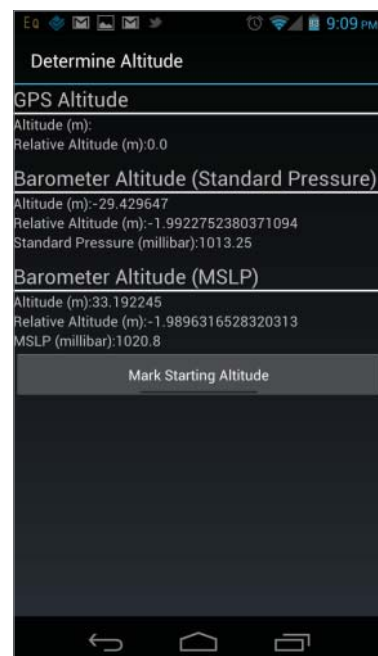 Eq 9:09 PM
Determine Altitude
GPS Altitude
Altitude (m):
Relative Altitude (m):0.0
Barometer Altitude (Standard Pressure)
Altitude (m):-29.429647
Relative Altitude (m):-1.9922752380371094
Standard Pressure (millibar):1013.25
Barometer Altitude (MSLP)
Altitude (m):33.192245
Relative Altitude (m):-1.9896316528320313
MSLP (millibar):1020.8
Mark Starting Altitude